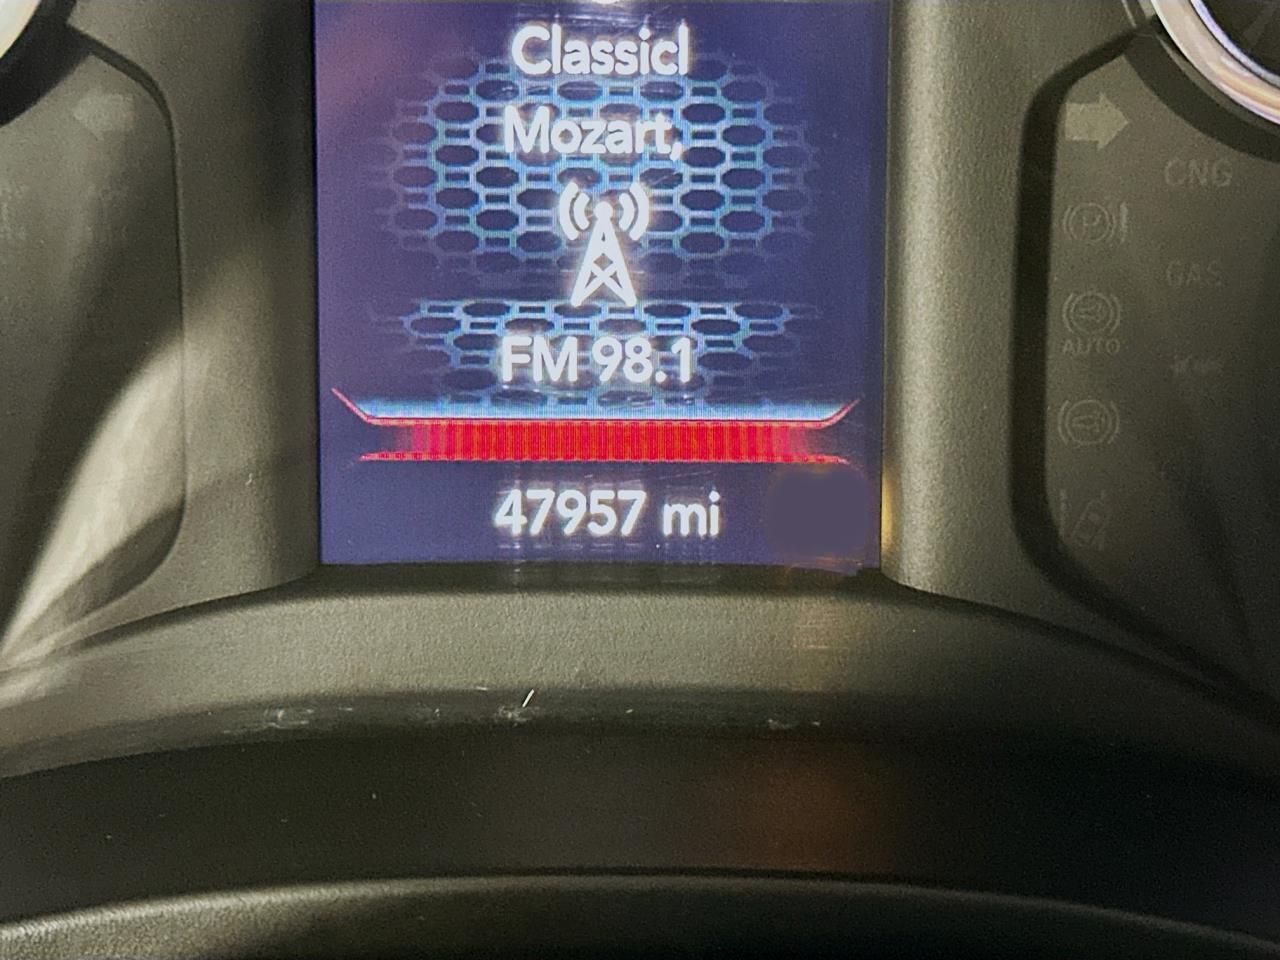 Classicl
Mozart,
FM 98.1
47957 mi
CNG
GAS
AUTO